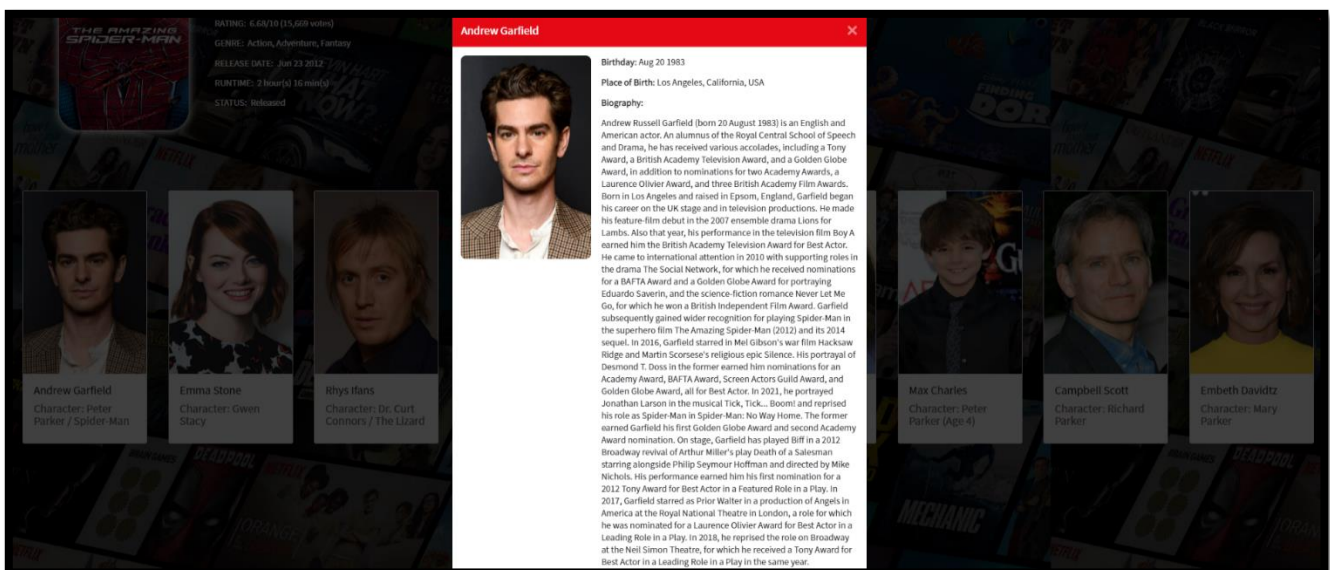 THE AMAZING
SPIDER-MAN
RATING: 6.68/10 (15,669 votes)
GENRE: Action, Adventure, Fantasy
RELEASE DATE: Jun 23 2012
RUNTIME: 2 hour(s) 16 min(s)
STATUS: Released
Andrew Garfield
×
Birthday: Aug 20 1983
Place of Birth: Los Angeles, California, USA
Biography:
Andrew Russell Garfield (born 20 August 1983) is an English and
American actor. An alumnus of the Royal Central School of Speech
and Drama, he has received various accolades, including a Tony
Award, a British Academy Television Award, and a Golden Globe
Award, in addition to nominations for two Academy Awards, a
Laurence Olivier Award, and three British Academy Film Awards.
Born in Los Angeles and raised in Epsom, England, Garfield began
his career on the UK stage and in television productions. He made
his feature-film debut in the 2007 ensemble drama Lions for
Lambs. Also that year, his performance in the television film Boy A
earned him the British Academy Television Award for Best Actor.
He came to international attention in 2010 with supporting roles in
the drama The Social Network, for which he received nominations
for a BAFTA Award and a Golden Globe Award for portraying
Eduardo Saverin, and the science-fiction romance Never Let Me
Go, for which he won a British Independent Film Award. Garfield
subsequently gained wider recognition for playing Spider-Man in
the superhero film The Amazing Spider-Man (2012) and its 2014
sequel. In 2016, Garfield starred in Mel Gibson's war film Hacksaw
Ridge and Martin Scorsese's religious epic Silence. His portrayal of
Desmond T. Doss in the former earned him nominations for an
Academy Award, BAFTA Award, Screen Actors Guild Award, and
Golden Globe Award, all for Best Actor. In 2021, he portrayed
Jonathan Larson in the musical Tick, Tick... Boom! and reprised
his role as Spider-Man in Spider-Man: No Way Home. The former
earned Garfield his first Golden Globe Award and second Academy
Award nomination. On stage, Garfield has played Biff in a 2012
Broadway revival of Arthur Miller's play Death of a Salesman
starring alongside Philip Seymour Hoffman and directed by Mike
Nichols. His performance earned him his first nomination for a
2012 Tony Award for Best Actor in a Featured Role in a Play. In
2017, Garfield starred as Prior Walter in a production of Angels in
America at the Royal National Theatre in London, a role for which
he was nominated for a Laurence Olivier Award for Best Actor in a
Leading Role in a Play. In 2018, he reprised the role on Broadway
at the Neil Simon Theatre, for which he received a Tony Award for
Best Actor in a Leading Role in a Play in the same year.
Andrew Garfield
Character: Peter
Parker / Spider-Man
Emma Stone
Character: Gwen
Stacy
Rhys Ifans
Character: Dr. Curt
Connors / The Lizard
Max Charles
Character: Peter
Parker (Age 4)
Campbell Scott
Character: Richard
Parker
Embeth Davidtz
Character: Mary
Parker
FINDING
DORY
NETFLIX
NETFLIX
BRAIN GAMES
DEADPOOL
NETFLIX
MECHANIC
BRAIN GAMES
DEADPOOL